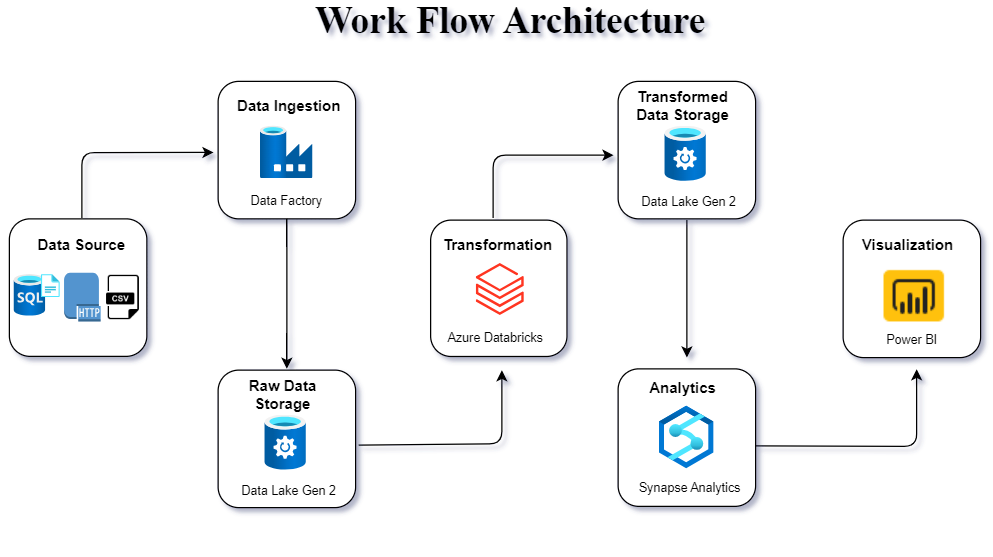 Work Flow Architecture
Data Ingestion
Data Factory
Transformed
Data Storage
Data Lake Gen 2
Data Source
SQL
HTTP
CSV
Transformation
Azure Databricks
Visualization
Power BI
Raw Data
Storage
Data Lake Gen 2
Analytics
Synapse Analytics